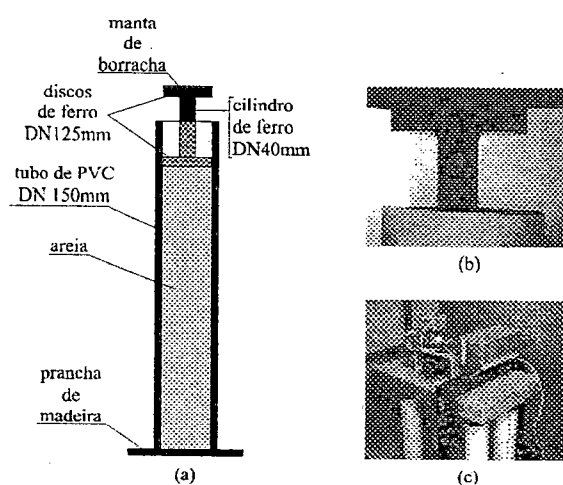 manta
de
borracha
discos
de ferro
DN125mm
cilindro
de ferro
DN40mm
tubo de PVC
DN 150mm
areia
prancha
de
madeira
(a)
(b)
(c)